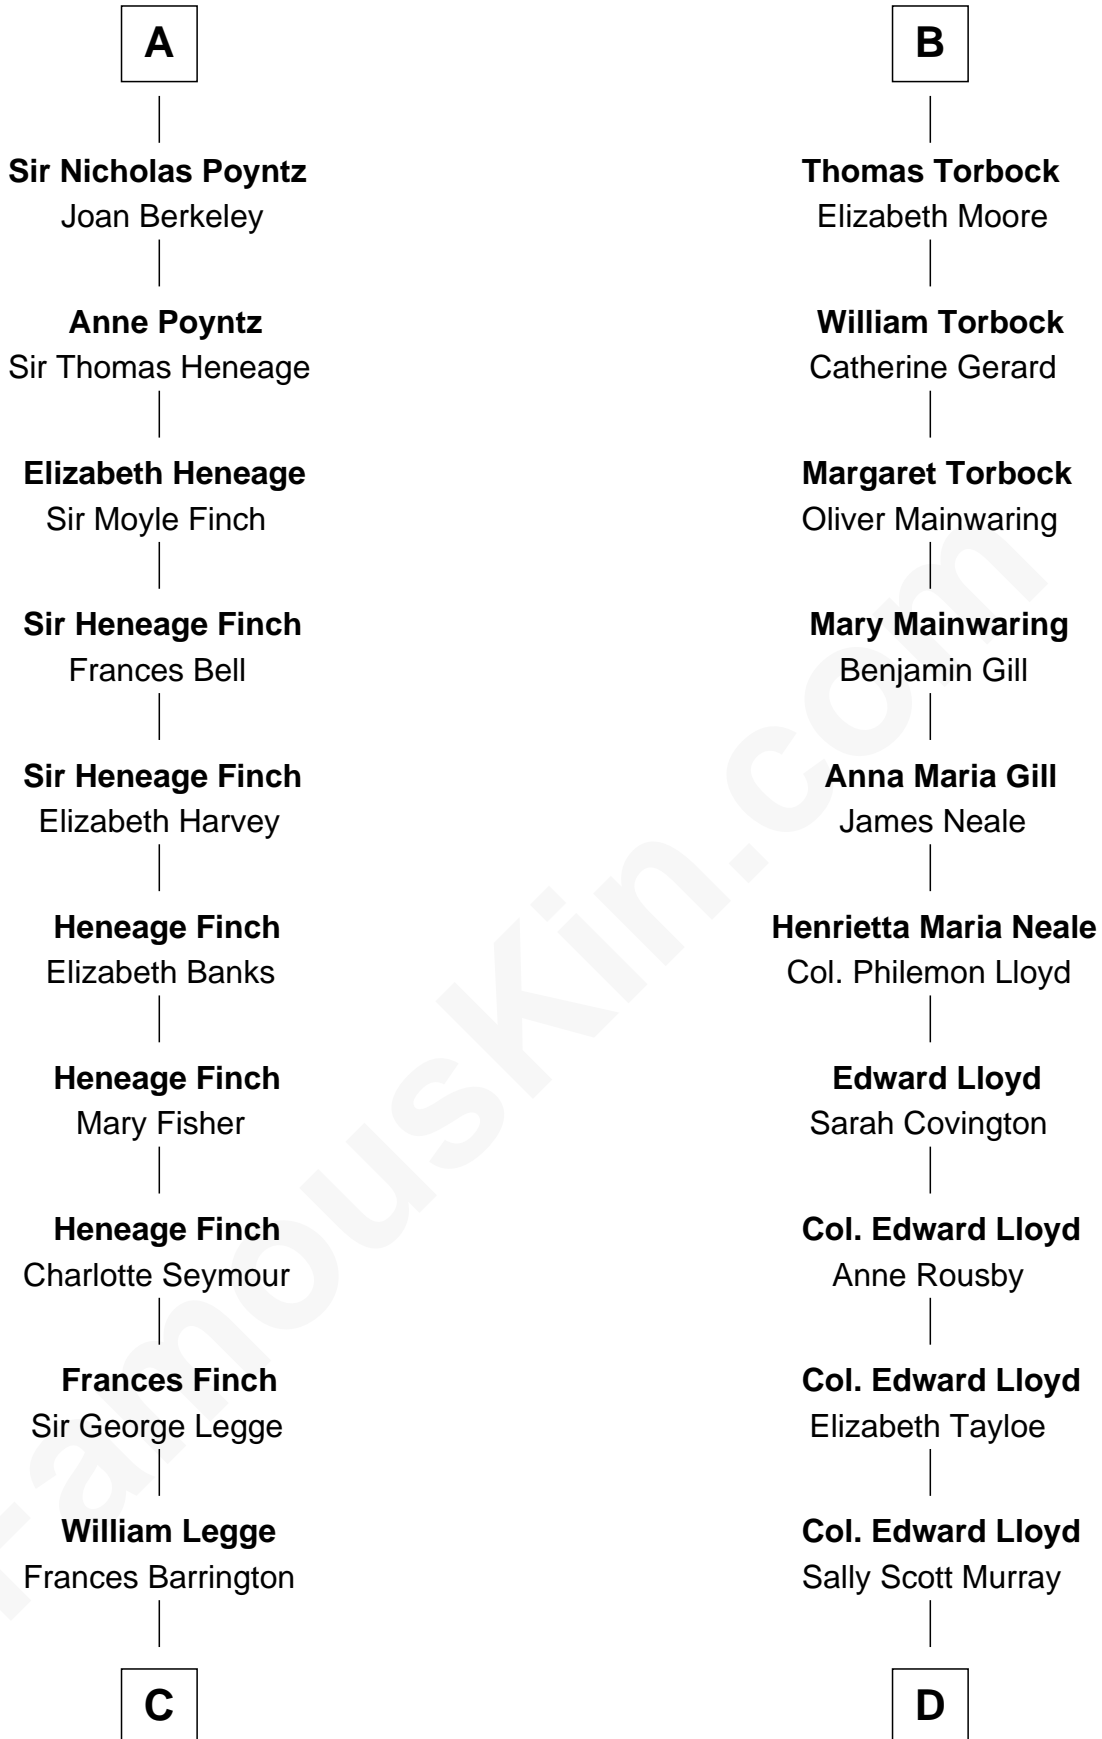 A
Sir Nicholas Poyntz
Joan Berkeley
Anne Poyntz
Sir Thomas Heneage
Elizabeth Heneage
Sir Moyle Finch
Sir Heneage Finch
Frances Bell
Sir Heneage Finch
Elizabeth Harvey
Heneage Finch
Elizabeth Banks
Heneage Finch
Mary Fisher
Heneage Finch
Charlotte Seymour
Frances Finch
Sir George Legge
William Legge
Frances Barrington
C
B
Thomas Torbock
Elizabeth Moore
William Torbock
Catherine Gerard
Margaret Torbock
Oliver Mainwaring
Mary Mainwaring
Benjamin Gill
Anna Maria Gill
James Neale
Henrietta Maria Neale
Col. Philemon Lloyd
Edward Lloyd
Sarah Covington
Col. Edward Lloyd
Anne Rousby
Col. Edward Lloyd
Elizabeth Tayloe
Col. Edward Lloyd
Sally Scott Murray
D
FamousKin.com